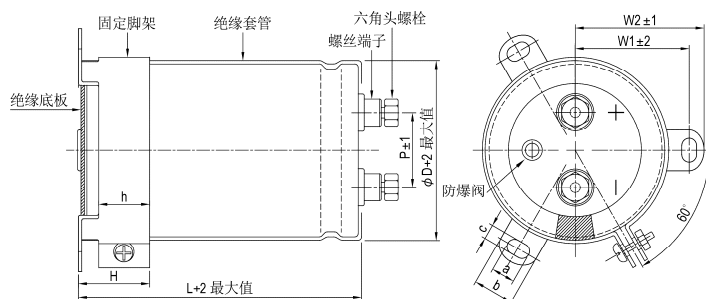 固定脚架
绝缘套管
六角头螺栓
螺丝端子
绝缘底板
P±1
φD+2 最大值
h
H
L+2 最大值
W2±1
W1±2
+
−
防爆阀
60°
c
a
b